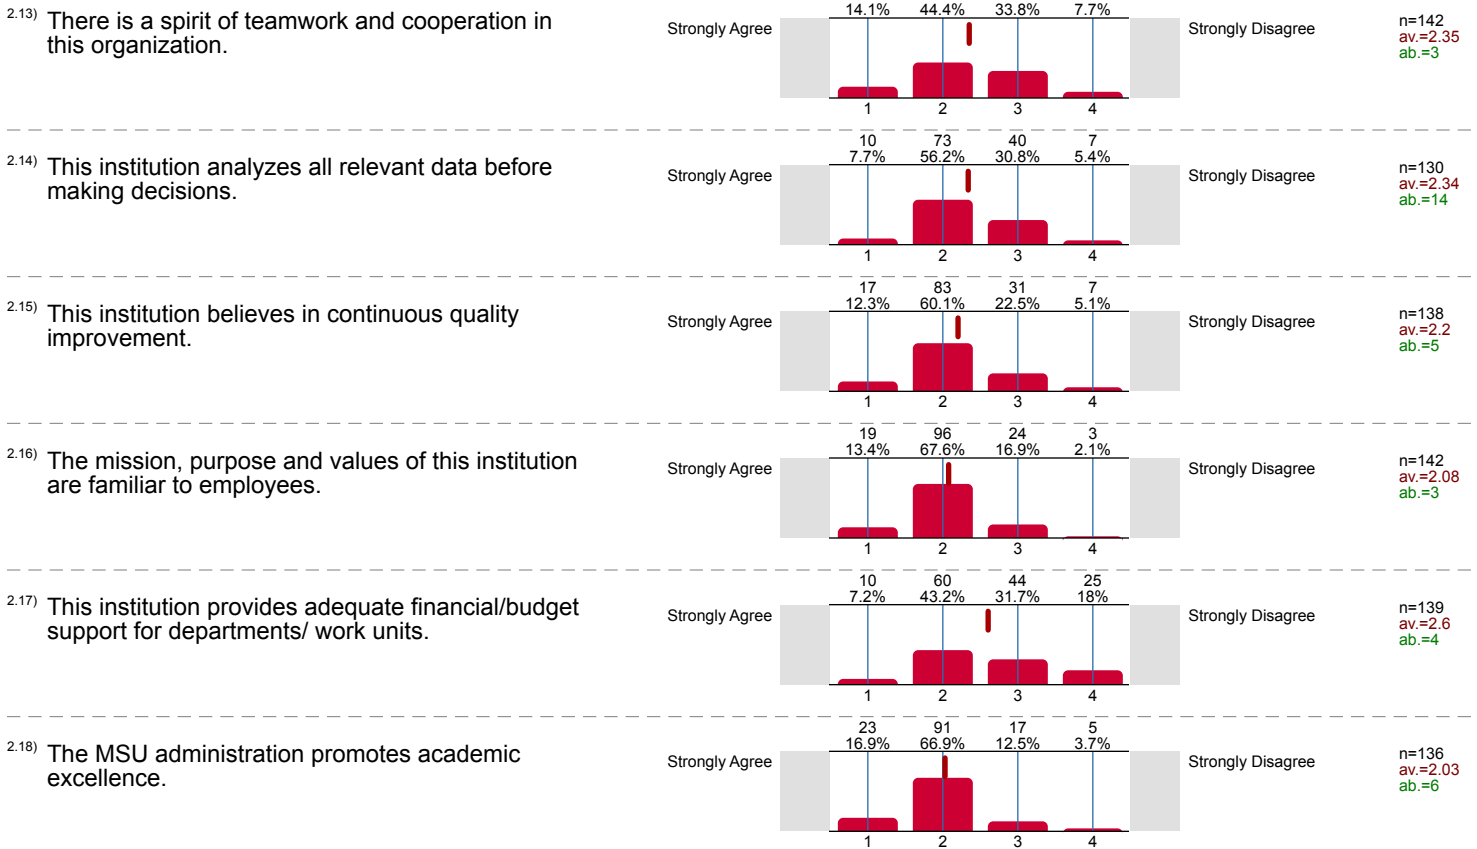 2.13) There is a spirit of teamwork and cooperation in
this organization.
Strongly Agree
14.1% 44.4% 33.8% 7.7%
1 2 3 4
Strongly Disagree
n=142
av.=2.35
ab.=3
2.14) This institution analyzes all relevant data before
making decisions.
Strongly Agree
10 73 40 7
7.7% 56.2% 30.8% 5.4%
1 2 3 4
Strongly Disagree
n=130
av.=2.34
ab.=14
2.15) This institution believes in continuous quality
improvement.
Strongly Agree
17 83 31 7
12.3% 60.1% 22.5% 5.1%
1 2 3 4
Strongly Disagree
n=138
av.=2.2
ab.=5
2.16) The mission, purpose and values of this institution
are familiar to employees.
Strongly Agree
19 96 24 3
13.4% 67.6% 16.9% 2.1%
1 2 3 4
Strongly Disagree
n=142
av.=2.08
ab.=3
2.17) This institution provides adequate financial/budget
support for departments/ work units.
Strongly Agree
10 60 44 25
7.2% 43.2% 31.7% 18%
1 2 3 4
Strongly Disagree
n=139
av.=2.6
ab.=4
2.18) The MSU administration promotes academic
excellence.
Strongly Agree
23 91 17 5
16.9% 66.9% 12.5% 3.7%
1 2 3 4
Strongly Disagree
n=136
av.=2.03
ab.=6